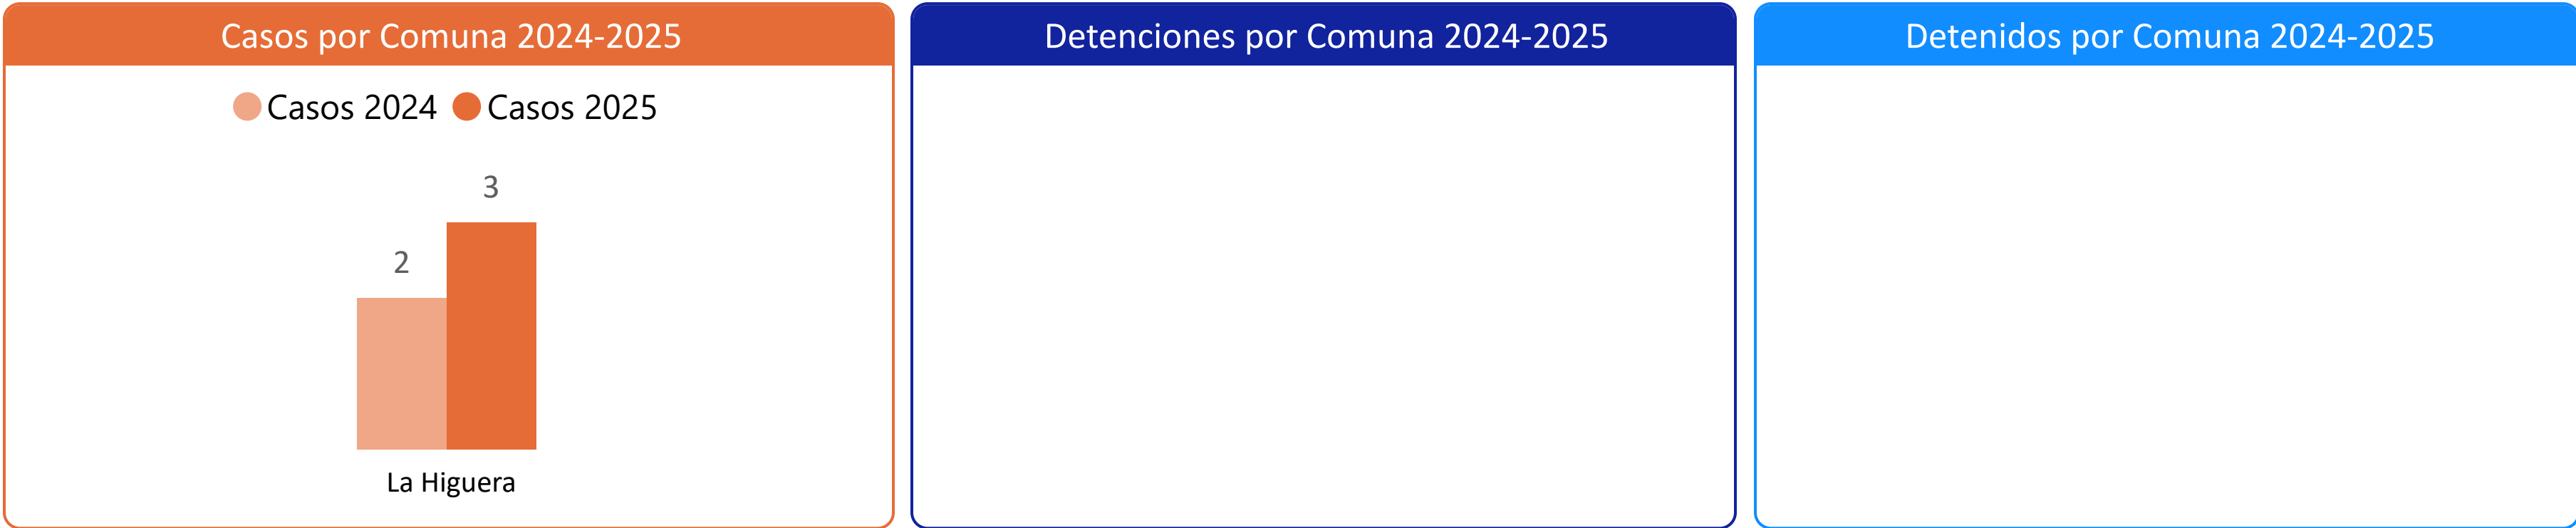 Casos por Comuna 2024-2025
Casos 2024 Casos 2025
3
2
La Higuera
Detenciones por Comuna 2024-2025
Detenidos por Comuna 2024-2025